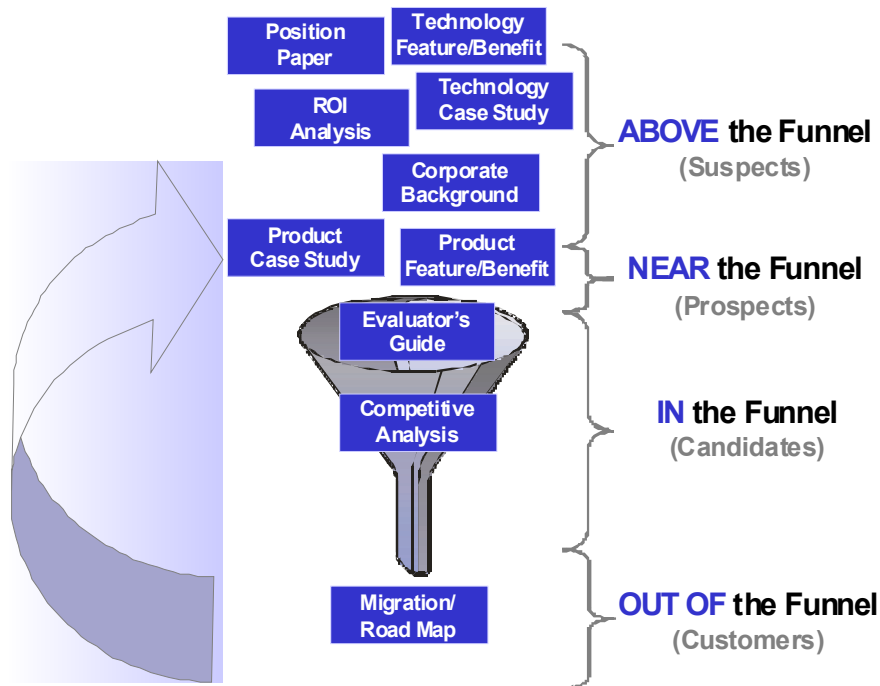 Position
Paper
Technology
Feature/Benefit
ROI
Analysis
Technology
Case Study
ABOVE the Funnel
(Suspects)
Corporate
Background
Product
Case Study
Product
Feature/Benefit
NEAR the Funnel
(Prospects)
Evaluator's
Guide
Competitive
Analysis
IN the Funnel
(Candidates)
Migration/
Road Map
OUT OF the Funnel
(Customers)